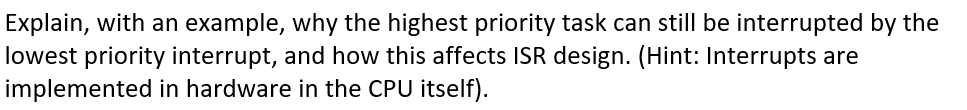 Explain, with an example, why the highest priority task can still be interrupted by the
lowest priority interrupt, and how this affects ISR design. (Hint: Interrupts are
implemented in hardware in the CPU itself).